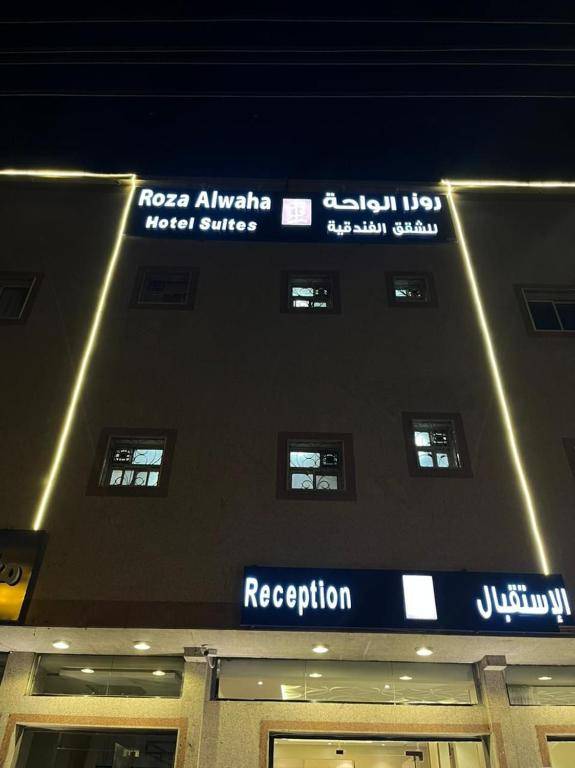 Roza Alwaha
Hotel Suites
روزا الواحة
للشقق الفندقية
Reception
الإستقبال